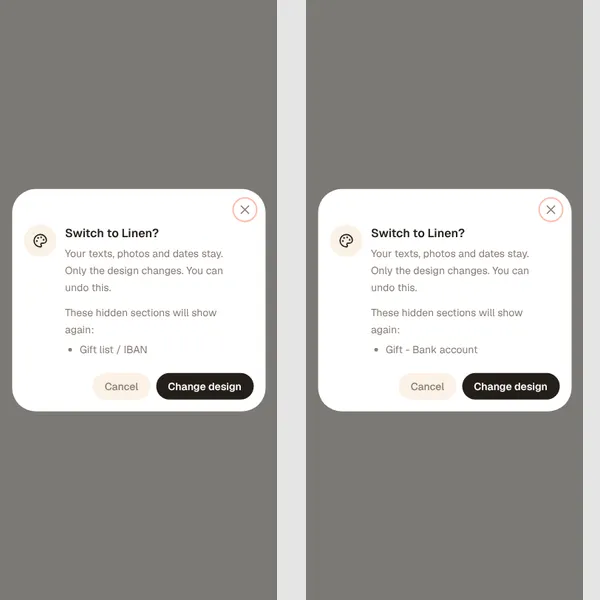 Switch to Linen?
Your texts, photos and dates stay.
Only the design changes. You can
undo this.
These hidden sections will show
again:
• Gift list / IBAN
Cancel
Change design
Switch to Linen?
Your texts, photos and dates stay.
Only the design changes. You can
undo this.
These hidden sections will show
again:
• Gift - Bank account
Cancel
Change design